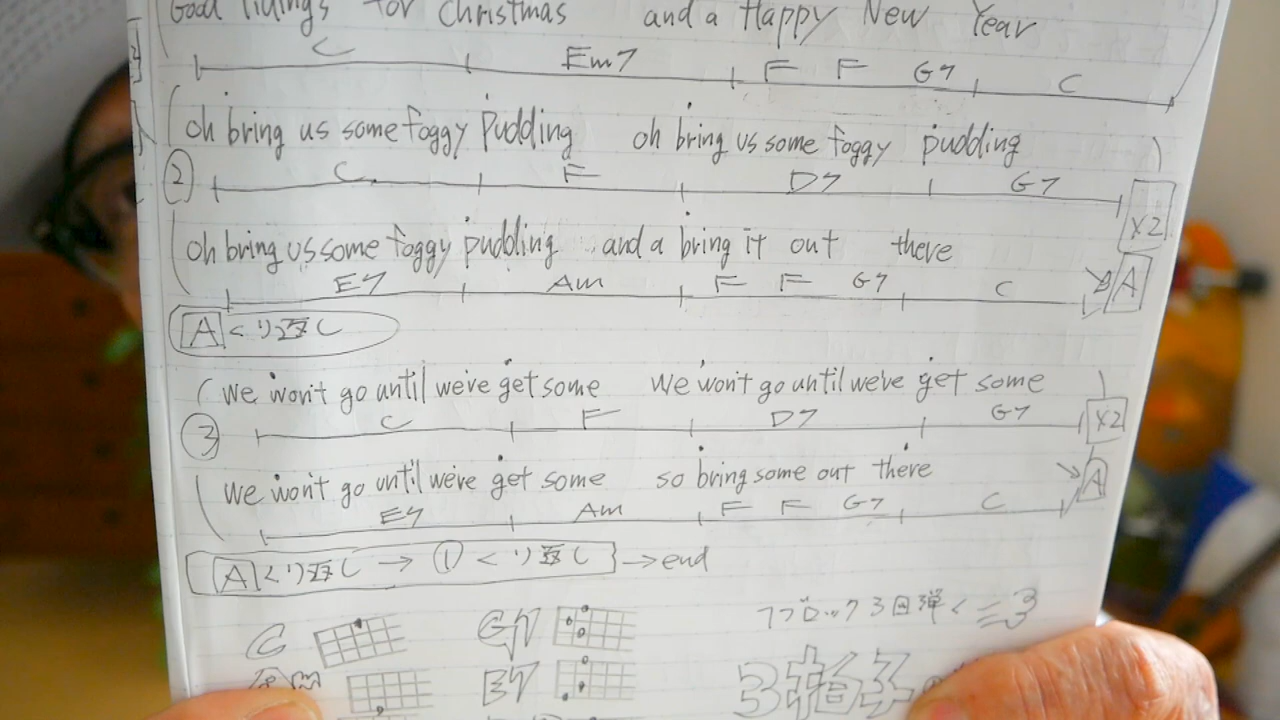 Good Tidings for Christmas and a Happy New Year
C Em7 F F G7 C
oh bring us some foggy Pudding oh bring us some foggy pudding
② C F D7 G7
×2
oh bring us some foggy pudding and a bring it out there
E7 Am F F G7 C
A
A くり返し
we won't go until we've get some We won't go until we've get some
③ C F D7 G7 ×2
we won't go until we've get some so bring some out there
A
E7 Am F F G7 C
A くり返し → ① くり返し → end
C G7 1ブロック3回弾く=3
B7 3指